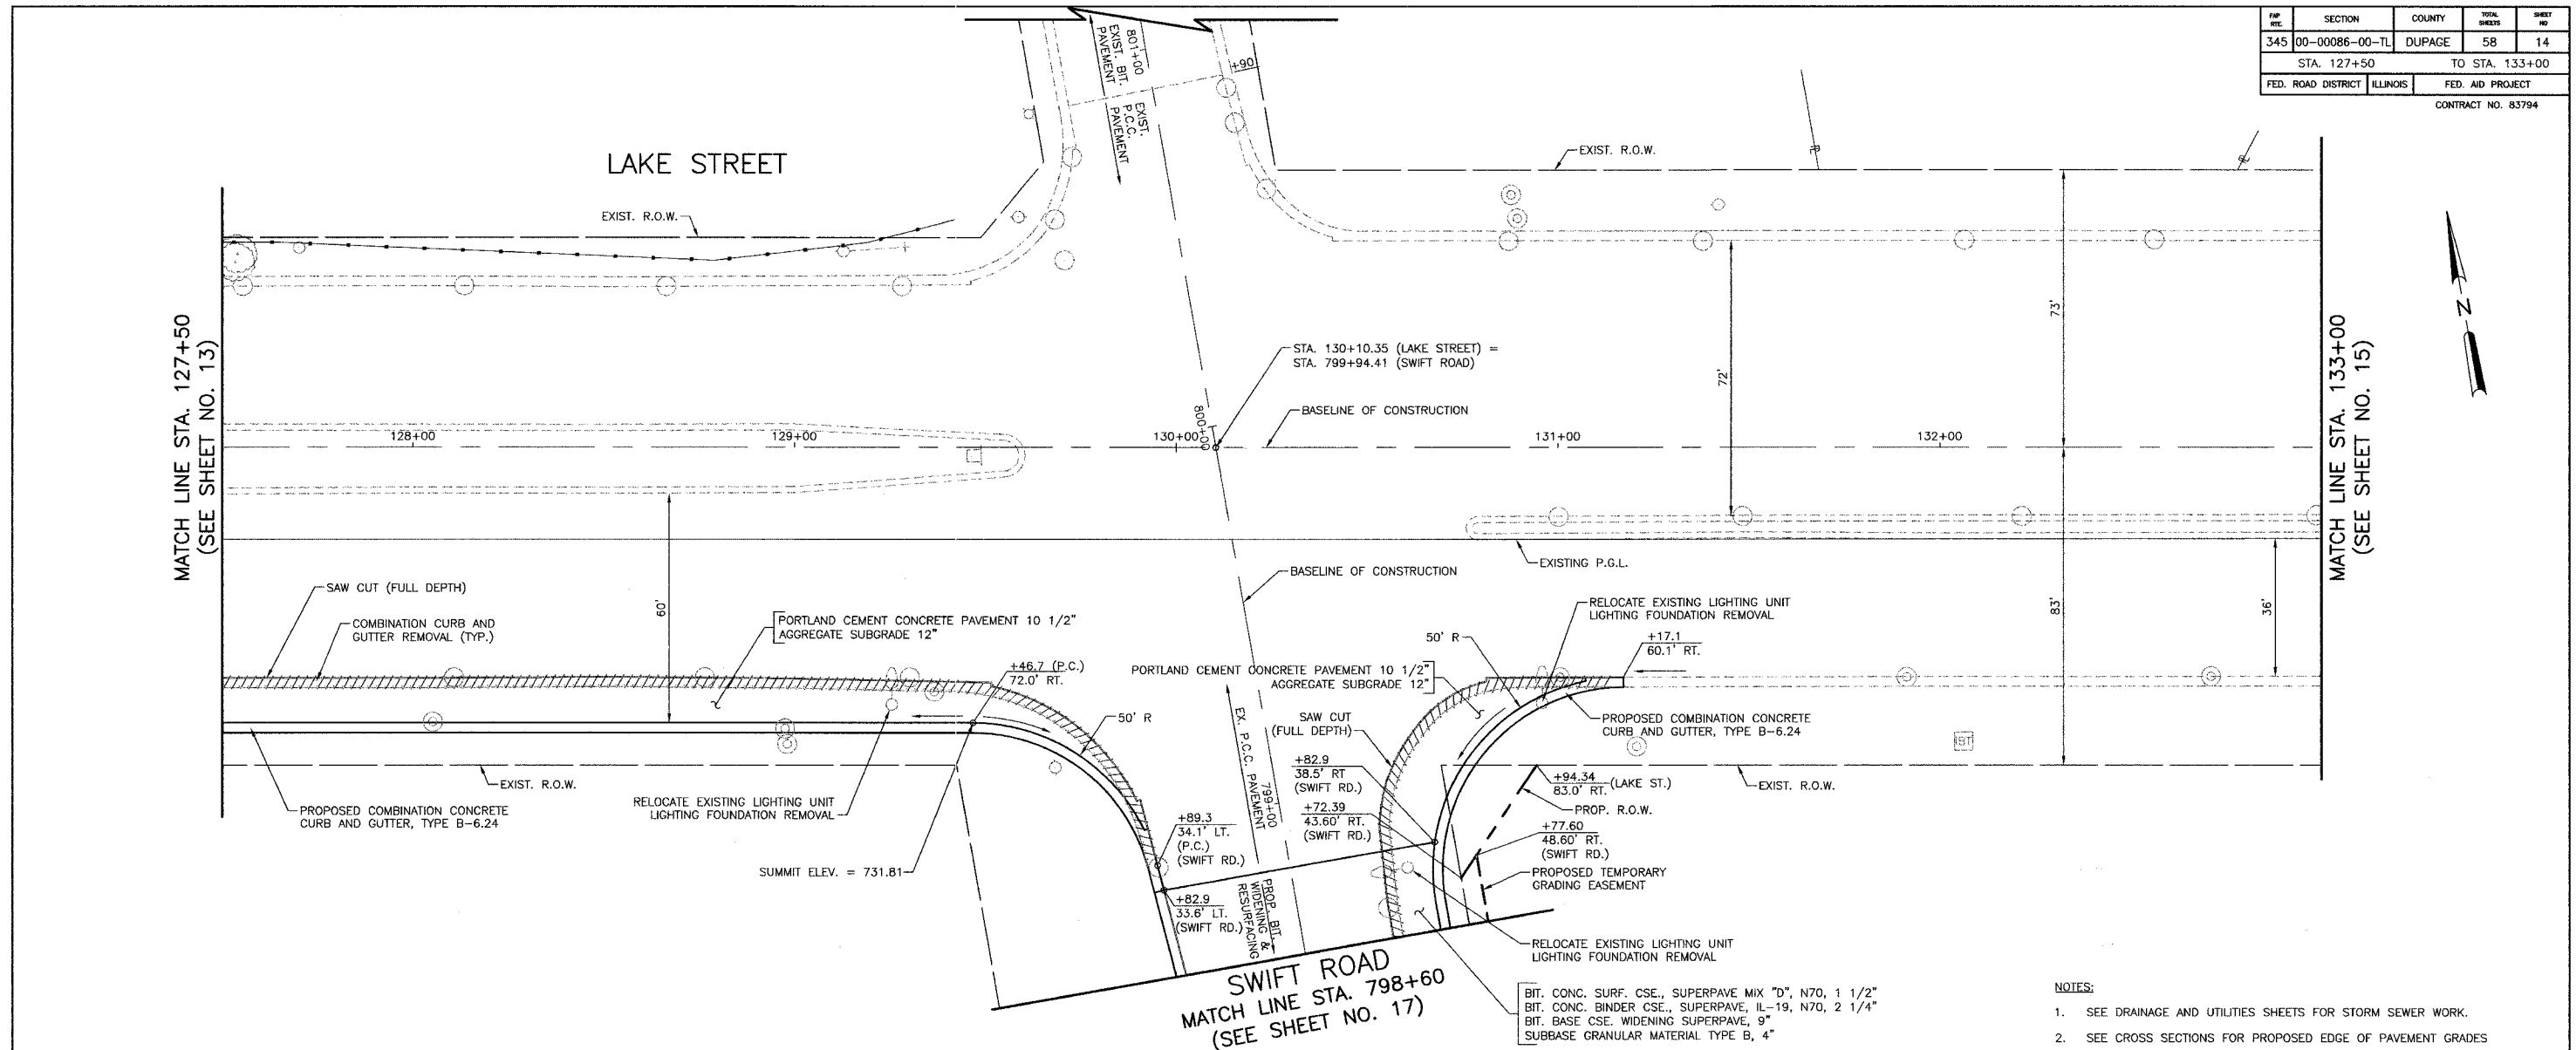 FAP RTE. SECTION COUNTY TOTAL SHEETS SHEET NO
345 00-00086-00-TL DUPAGE 58 14
STA. 127+50 TO STA. 133+00
FED. ROAD DISTRICT ILLINOIS FED. AID PROJECT
CONTRACT NO. 83794
801+00
EXIST. BIT.
PAVEMENT
EXIST.
P.C.C.
PAVEMENT
+90
LAKE STREET
EXIST. R.O.W.
EXIST. R.O.W.
73'
72'
N
MATCH LINE STA. 127+50
(SEE SHEET NO. 13)
MATCH LINE STA. 133+00
(SEE SHEET NO. 15)
STA. 130+10.35 (LAKE STREET) =
STA. 799+94.41 (SWIFT ROAD)
BASELINE OF CONSTRUCTION
800+00
128+00
129+00
130+00
131+00
132+00
EXISTING P.G.L.
BASELINE OF CONSTRUCTION
SAW CUT (FULL DEPTH)
COMBINATION CURB AND
GUTTER REMOVAL (TYP.)
60'
PORTLAND CEMENT CONCRETE PAVEMENT 10 1/2"
AGGREGATE SUBGRADE 12"
+46.7 (P.C.)
72.0' RT.
50' R
RELOCATE EXISTING LIGHTING UNIT
LIGHTING FOUNDATION REMOVAL
50' R
+17.1
60.1' RT.
83'
36'
PORTLAND CEMENT CONCRETE PAVEMENT 10 1/2"
AGGREGATE SUBGRADE 12"
EX. P.C.C. PAVEMENT
799+00
SAW CUT
(FULL DEPTH)
PROPOSED COMBINATION CONCRETE
CURB AND GUTTER, TYPE B-6.24
+82.9
38.5' RT
(SWIFT RD.)
+72.39
43.60' RT.
(SWIFT RD.)
+94.34
83.0' RT.
(LAKE ST.)
EXIST. R.O.W.
PROP. R.O.W.
+77.60
48.60' RT.
(SWIFT RD.)
PROPOSED TEMPORARY
GRADING EASEMENT
EXIST. R.O.W.
PROPOSED COMBINATION CONCRETE
CURB AND GUTTER, TYPE B-6.24
RELOCATE EXISTING LIGHTING UNIT
LIGHTING FOUNDATION REMOVAL
SUMMIT ELEV. = 731.81
+89.3
34.1' LT.
(P.C.)
(SWIFT RD.)
+82.9
33.6' LT.
(SWIFT RD.)
PROP. BIT.
WIDENING &
RESURFACING
RELOCATE EXISTING LIGHTING UNIT
LIGHTING FOUNDATION REMOVAL
SWIFT ROAD
MATCH LINE STA. 798+60
(SEE SHEET NO. 17)
BIT. CONC. SURF. CSE., SUPERPAVE MIX "D", N70, 1 1/2"
BIT. CONC. BINDER CSE., SUPERPAVE, IL-19, N70, 2 1/4"
BIT. BASE CSE. WIDENING SUPERPAVE, 9"
SUBBASE GRANULAR MATERIAL TYPE B, 4"
NOTES:
1. SEE DRAINAGE AND UTILITIES SHEETS FOR STORM SEWER WORK.
2. SEE CROSS SECTIONS FOR PROPOSED EDGE OF PAVEMENT GRADES